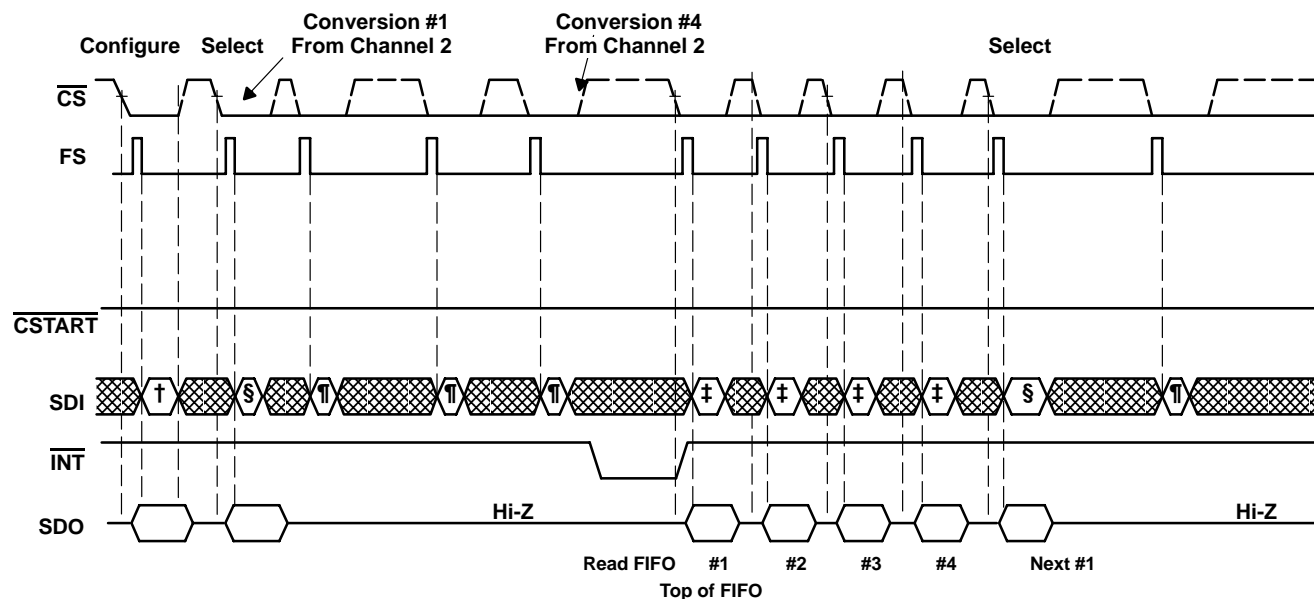 Configure
Select
Conversion #1
From Channel 2
Conversion #4
From Channel 2
Select
CS
FS
CSTART
SDI
† § ¶ ¶ ¶ ‡ ‡ ‡ ‡ § ¶
INT
SDO
Hi-Z
Hi-Z
Read FIFO #1 #2 #3 #4 Next #1
Top of FIFO